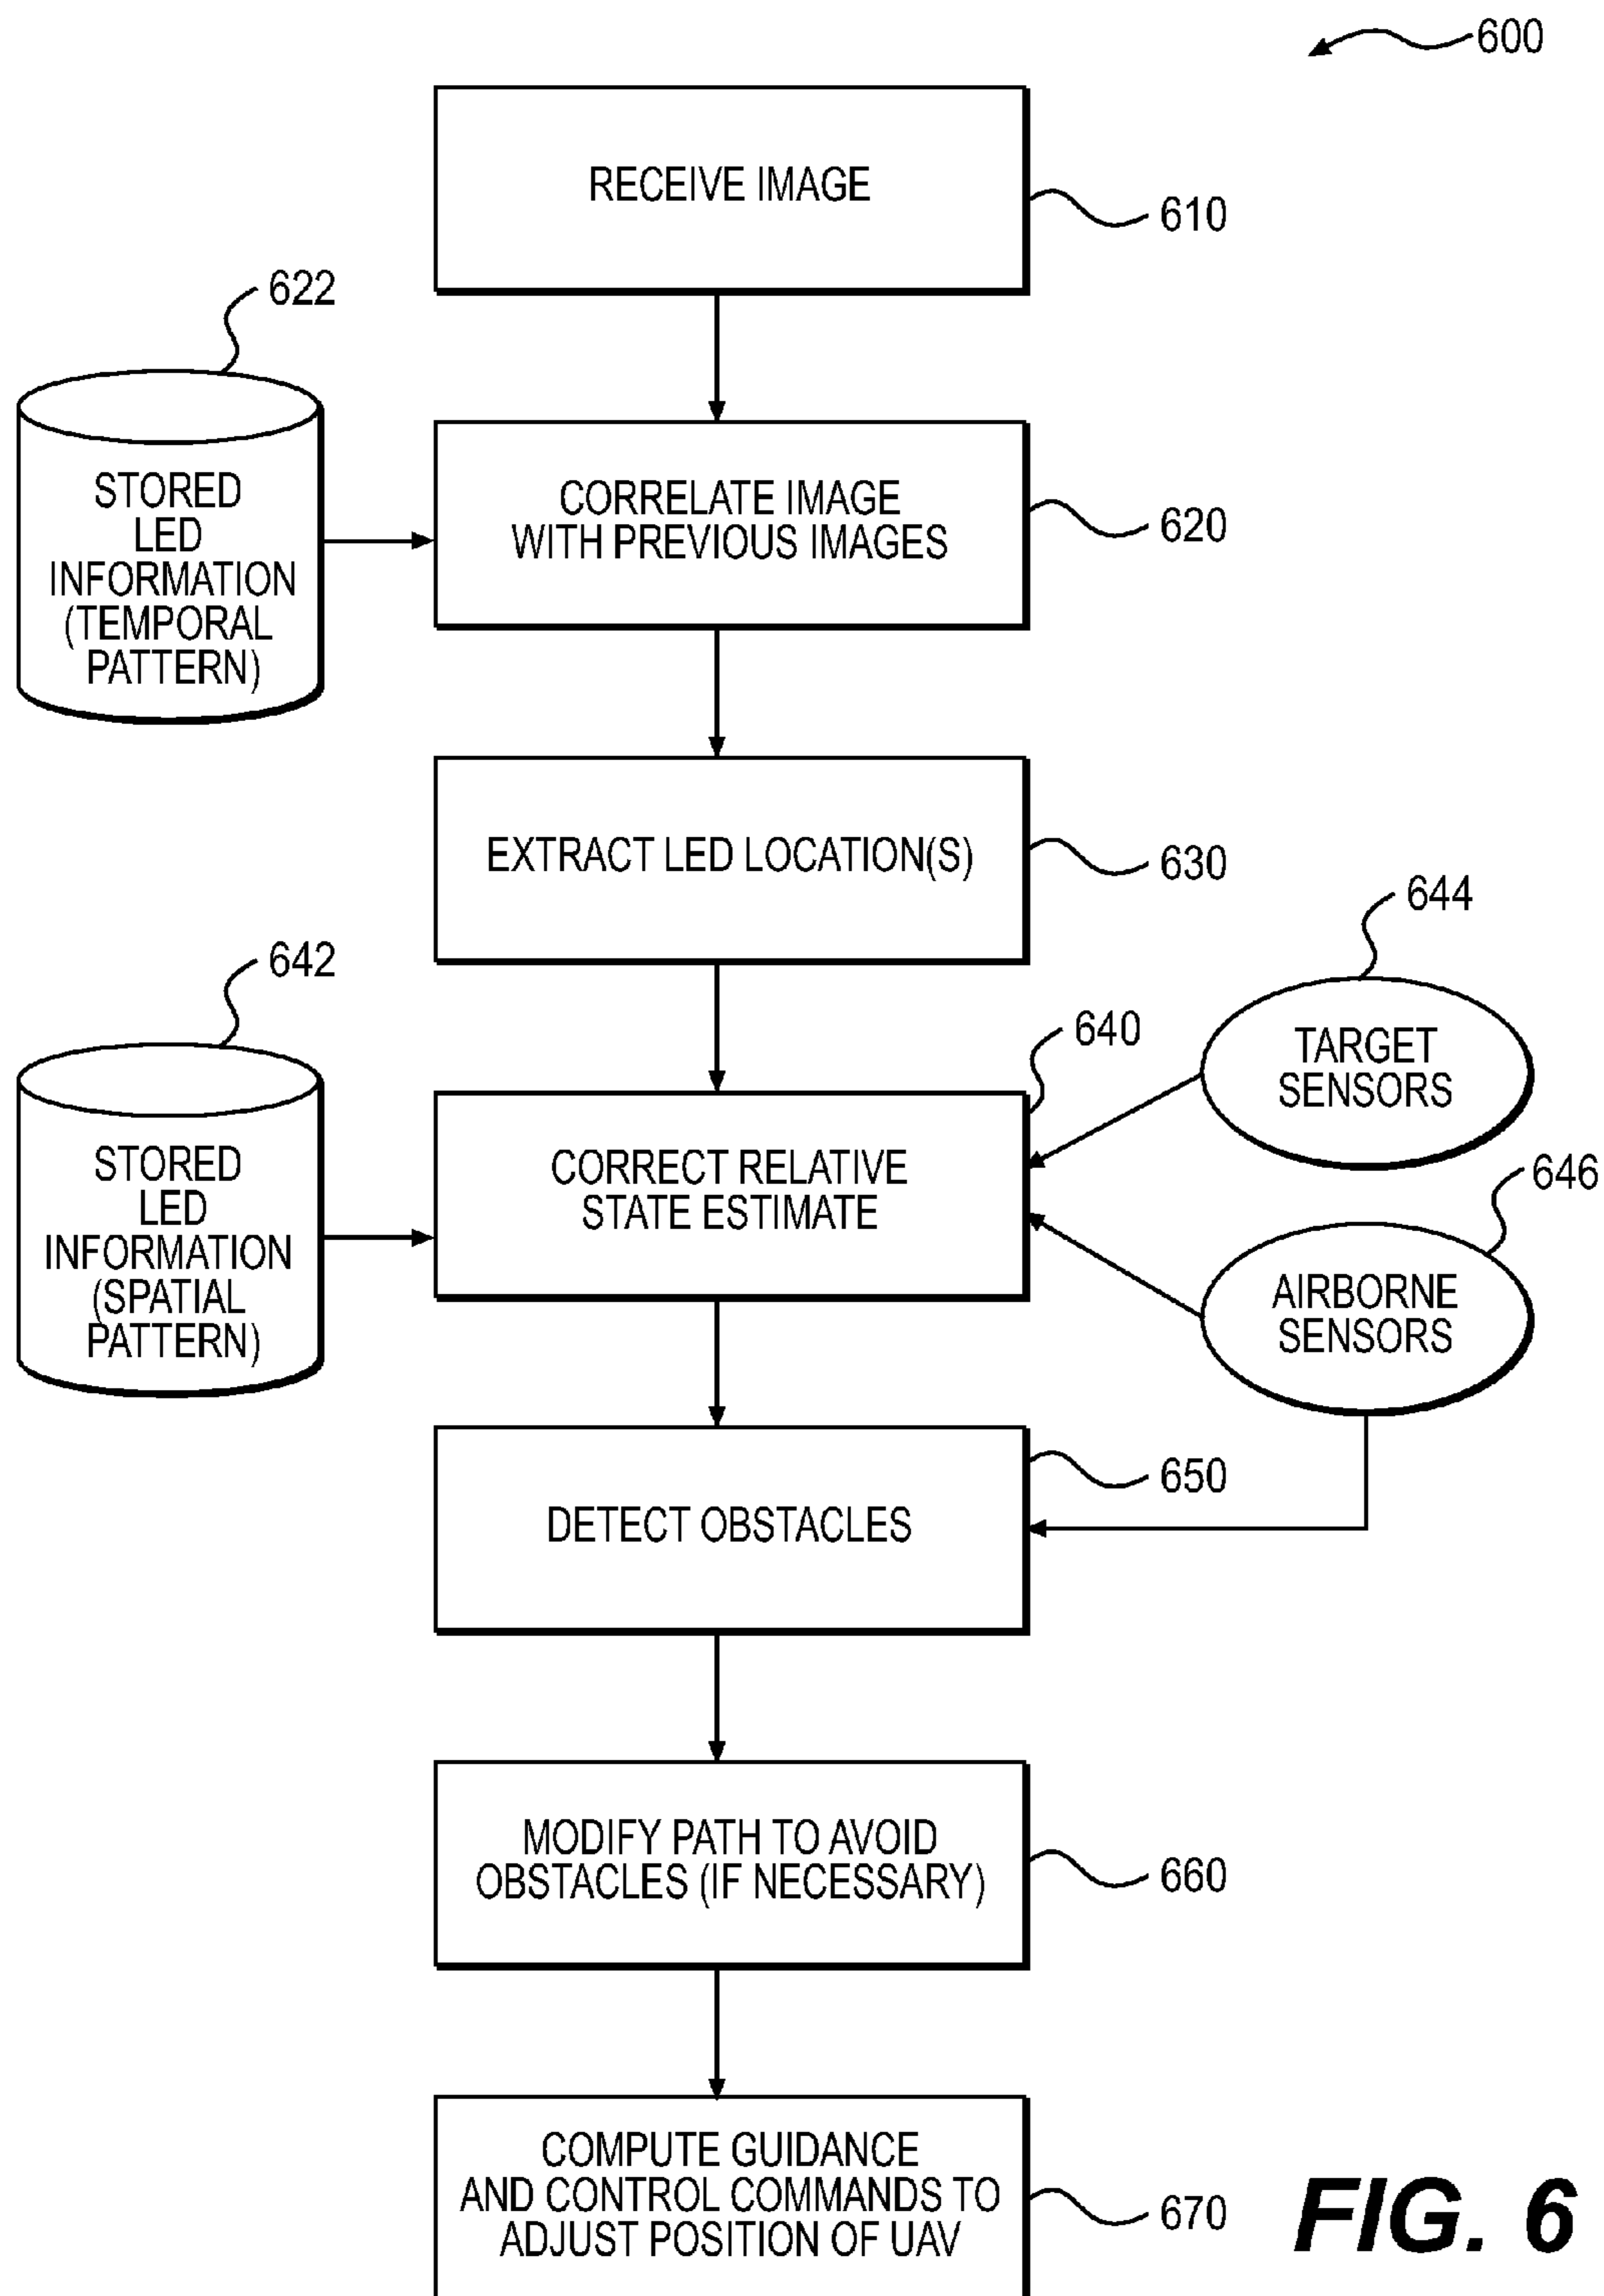 600
RECEIVE IMAGE
610
622
STORED
LED
INFORMATION
(TEMPORAL
PATTERN)
CORRELATE IMAGE
WITH PREVIOUS IMAGES
620
EXTRACT LED LOCATION(S)
630
644
642
640
TARGET
SENSORS
STORED
LED
INFORMATION
(SPATIAL
PATTERN)
CORRECT RELATIVE
STATE ESTIMATE
646
AIRBORNE
SENSORS
650
DETECT OBSTACLES
MODIFY PATH TO AVOID
OBSTACLES (IF NECESSARY)
660
COMPUTE GUIDANCE
AND CONTROL COMMANDS TO
ADJUST POSITION OF UAV
670
FIG. 6